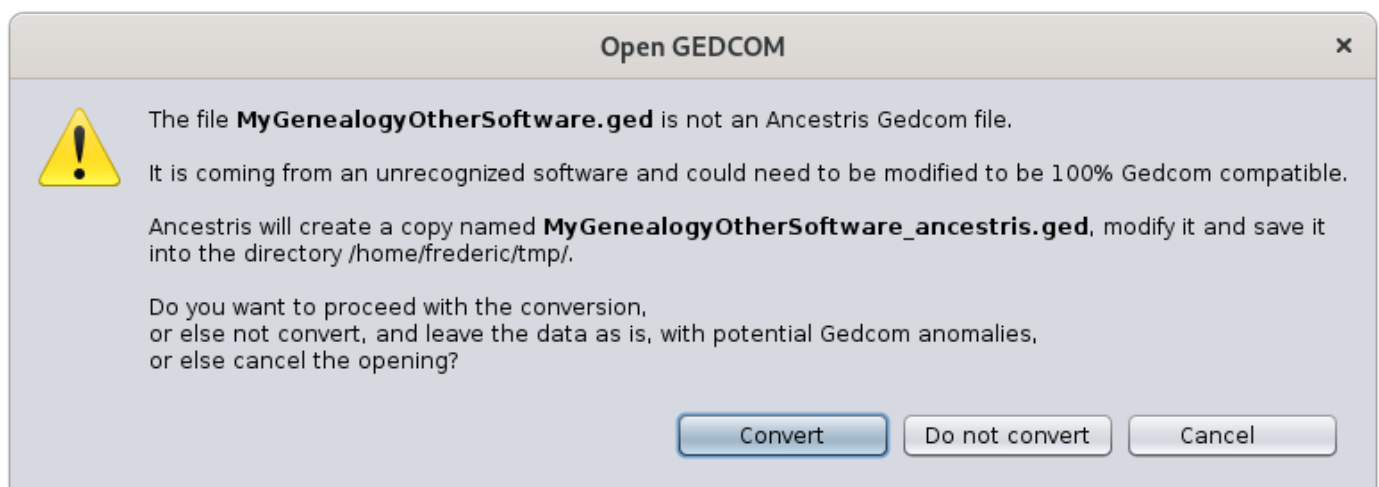 Open GEDCOM
The file MyGenealogyOtherSoftware.ged is not an Ancestris Gedcom file.
It is coming from an unrecognized software and could need to be modified to be 100% Gedcom compatible.
Ancestris will create a copy named MyGenealogyOtherSoftware_ancestris.ged, modify it and save it
into the directory /home/frederic/tmp/.
Do you want to proceed with the conversion,
or else not convert, and leave the data as is, with potential Gedcom anomalies,
or else cancel the opening?
Convert Do not convert Cancel